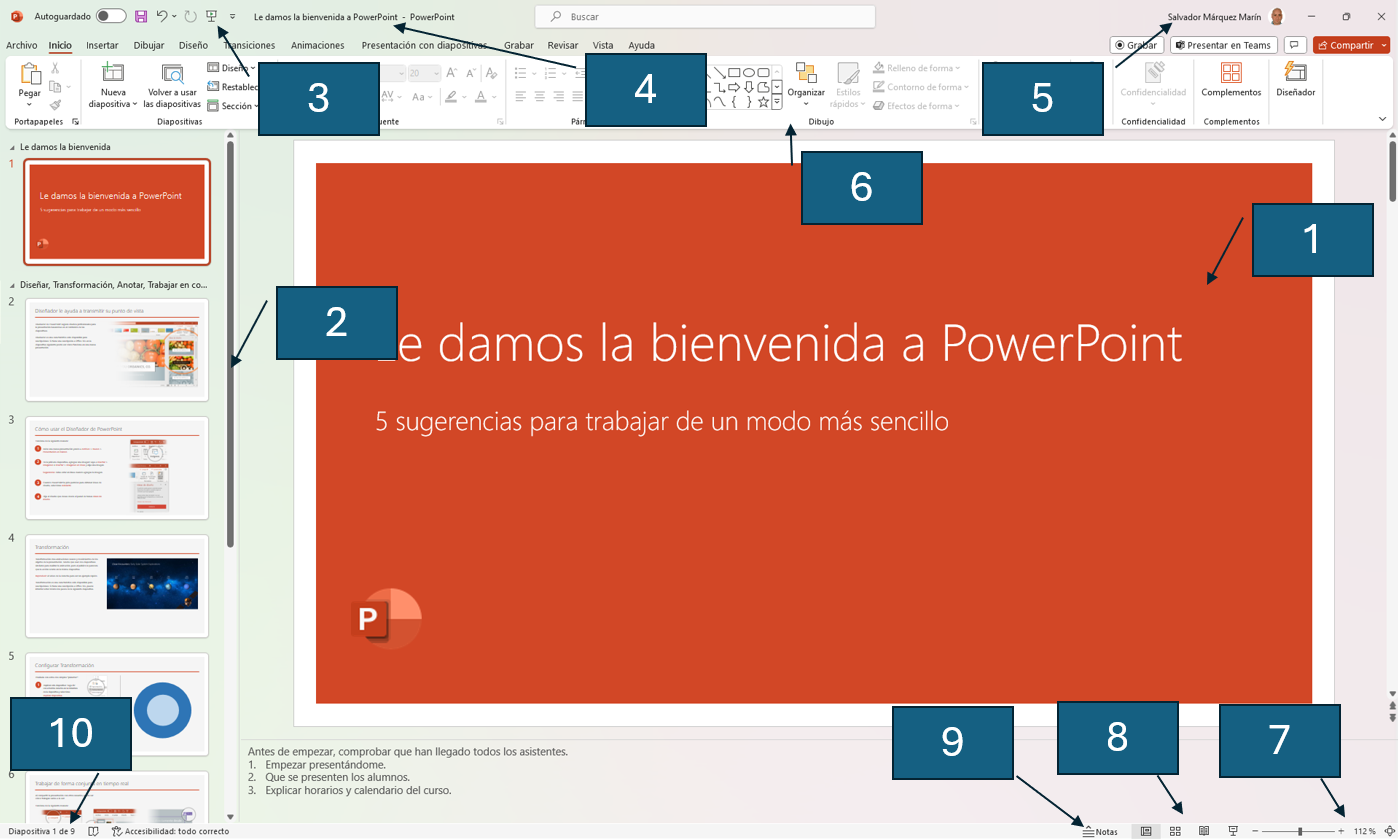 Autoguardado
Le damos la bienvenida a PowerPoint - PowerPoint
Buscar
Salvador Márquez Marín
Archivo Inicio Insertar Dibujar Diseño Transiciones Animaciones Presentación con diapositivas Grabar Revisar Vista Ayuda
Grabar Presentar en Teams Compartir
Pegar
Nueva diapositiva
Volver a usar las diapositivas
Diseño
Restablec
Sección
20
Aa
Organizar
Estilos rápidos
Relleno de forma
Contorno de forma
Efectos de forma
Confidencialidad
Complementos
Diseñador
Portapapeles Diapositivas Dibujo Confidencialidad Complementos
3
4
5
6
1
2
10
9
8
7
Le damos la bienvenida
1
Le damos la bienvenida a PowerPoint
5 sugerencias para trabajar de un modo más sencillo
Diseñar, Transformación, Anotar, Trabajar en co...
2
Diseñador le ayuda a transmitir su punto de vista
3
Cómo usar el Diseñador de PowerPoint
4
Transformación
5
Configurar Transformación
6
Trabajar de forma conjunta en tiempo real
e damos la bienvenida a PowerPoint
5 sugerencias para trabajar de un modo más sencillo
P
Antes de empezar, comprobar que han llegado todos los asistentes.
1. Empezar presentándome.
2. Que se presenten los alumnos.
3. Explicar horarios y calendario del curso.
Diapositiva 1 de 9
Accesibilidad: todo correcto
Notas
112 %